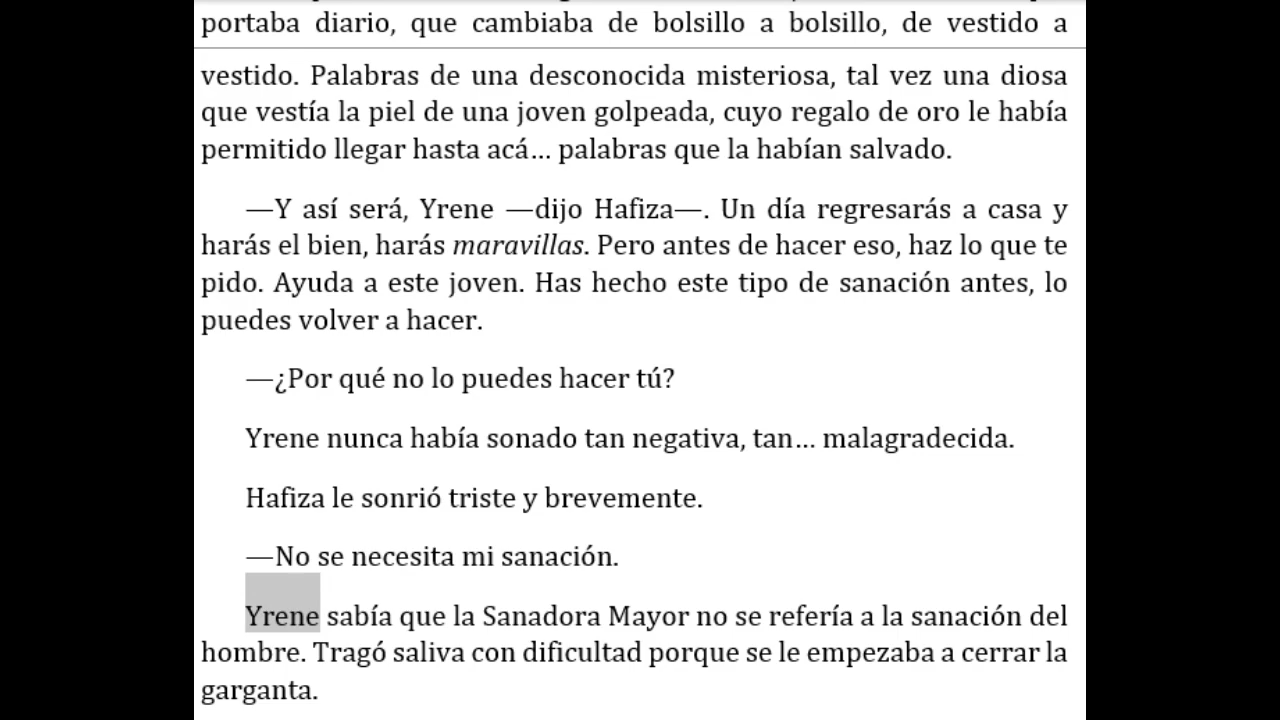 portaba diario, que cambiaba de bolsillo a bolsillo, de vestido a
vestido. Palabras de una desconocida misteriosa, tal vez una diosa
que vestía la piel de una joven golpeada, cuyo regalo de oro le había
permitido llegar hasta acá… palabras que la habían salvado.
—Y así será, Yrene —dijo Hafiza—. Un día regresarás a casa y
harás el bien, harás maravillas. Pero antes de hacer eso, haz lo que te
pido. Ayuda a este joven. Has hecho este tipo de sanación antes, lo
puedes volver a hacer.
—¿Por qué no lo puedes hacer tú?
Yrene nunca había sonado tan negativa, tan… malagradecida.
Hafiza le sonrió triste y brevemente.
—No se necesita mi sanación.
Yrene sabía que la Sanadora Mayor no se refería a la sanación del
hombre. Tragó saliva con dificultad porque se le empezaba a cerrar la
garganta.